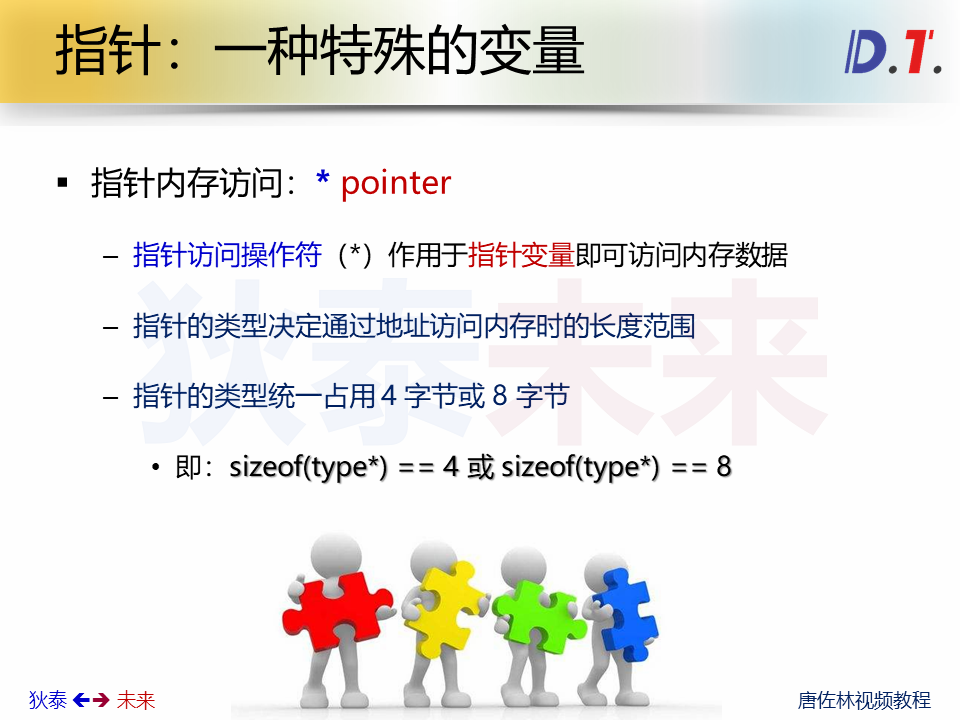 指针：一种特殊的变量
D.T.
▪ 指针内存访问：* pointer
– 指针访问操作符（*）作用于指针变量即可访问内存数据
– 指针的类型决定通过地址访问内存时的长度范围
– 指针的类型统一占用 4 字节或 8 字节
• 即：sizeof(type*) == 4 或 sizeof(type*) == 8
狄泰未来
狄泰 🡸🡺 未来
唐佐林视频教程